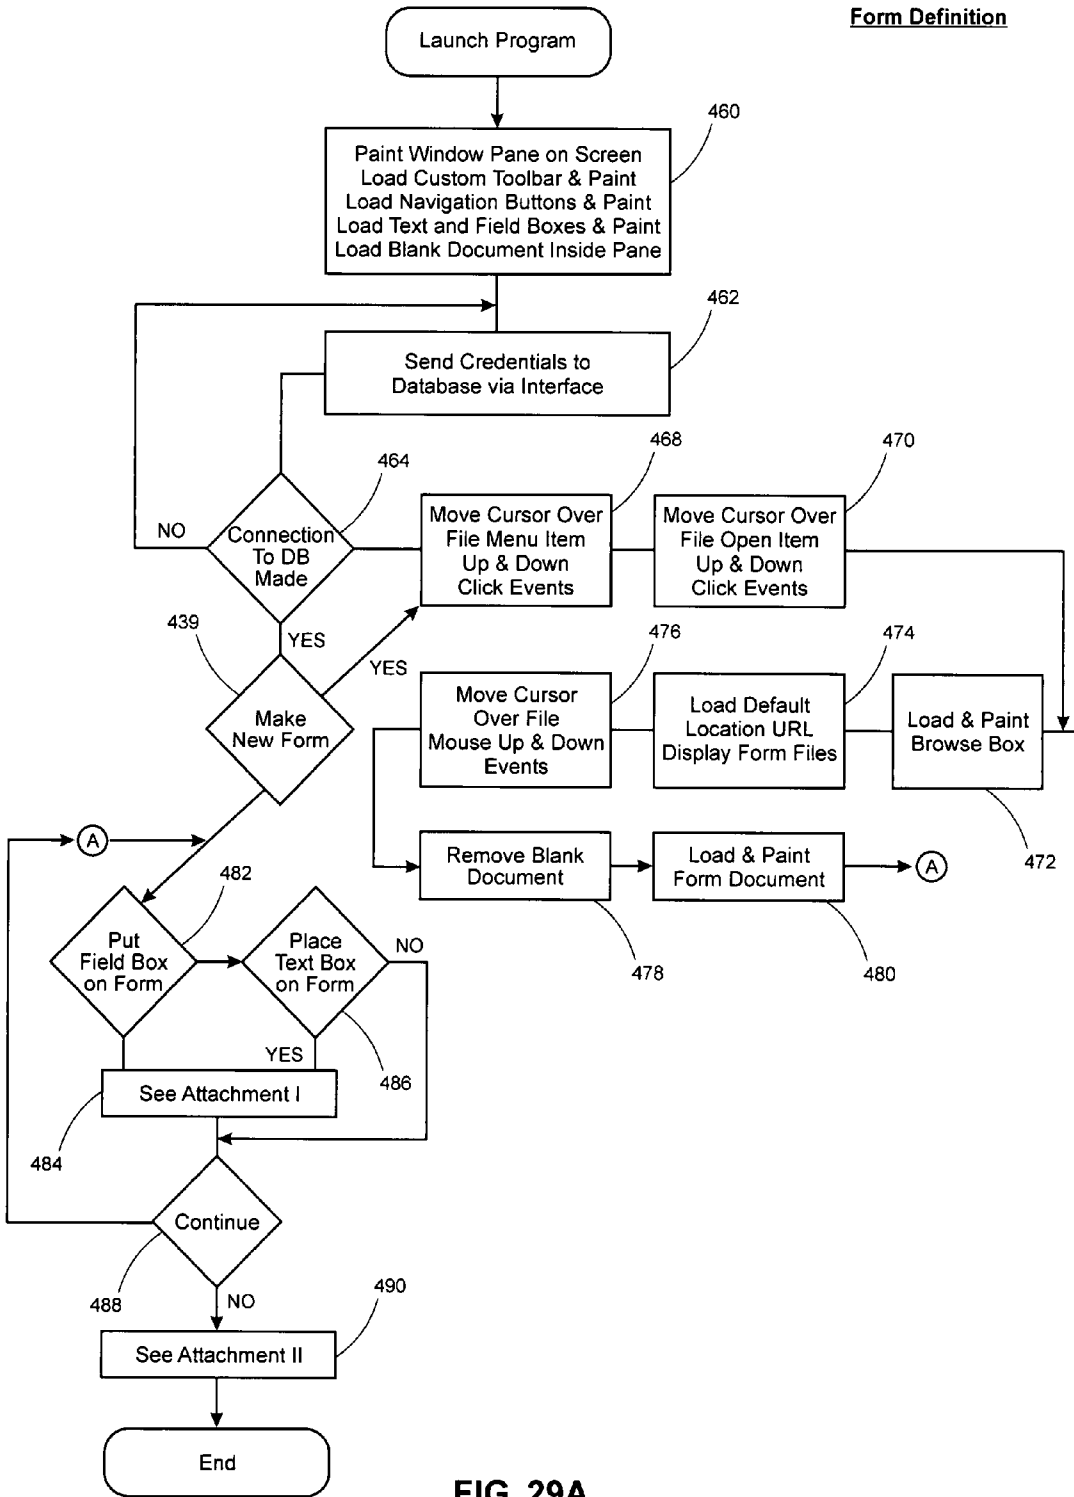 Form Definition
Launch Program
460
Paint Window Pane on Screen
Load Custom Toolbar & Paint
Load Navigation Buttons & Paint
Load Text and Field Boxes & Paint
Load Blank Document Inside Pane
462
Send Credentials to
Database via Interface
464
468
470
NO
Connection
To DB
Made
Move Cursor Over
File Menu Item
Up & Down
Click Events
Move Cursor Over
File Open Item
Up & Down
Click Events
439
YES
YES
476
474
Make
New Form
Move Cursor
Over File
Mouse Up & Down
Events
Load Default
Location URL
Display Form Files
Load & Paint
Browse Box
472
A
Remove Blank
Document
Load & Paint
Form Document
A
478
480
482
Put
Field Box
on Form
Place
Text Box
on Form
NO
YES
486
See Attachment I
484
Continue
488
NO
490
See Attachment II
End
FIG. 29A